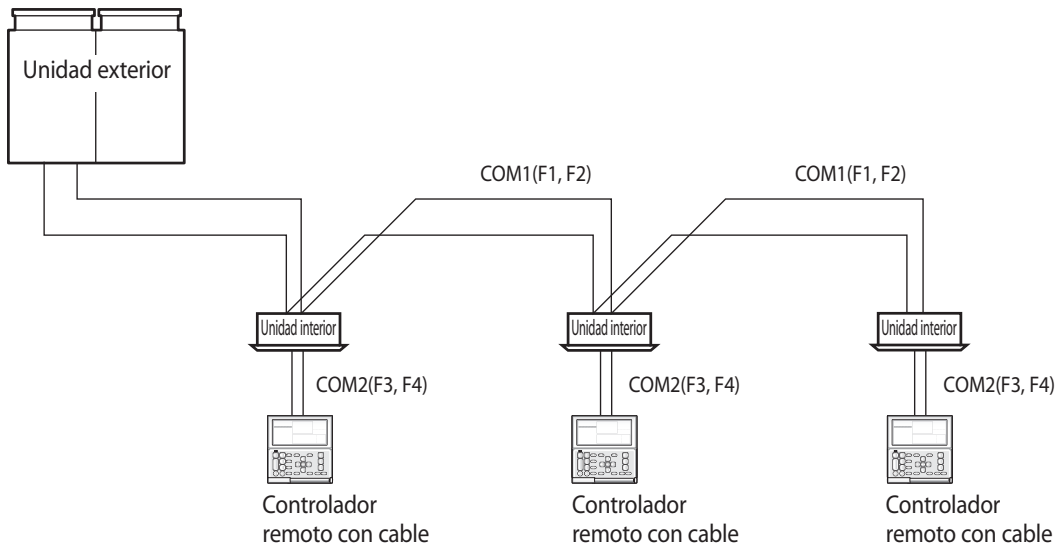 Unidad exterior
COM1(F1, F2)
COM1(F1, F2)
Unidad interior
Unidad interior
Unidad interior
COM2(F3, F4)
COM2(F3, F4)
COM2(F3, F4)
Controlador
remoto con cable
Controlador
remoto con cable
Controlador
remoto con cable